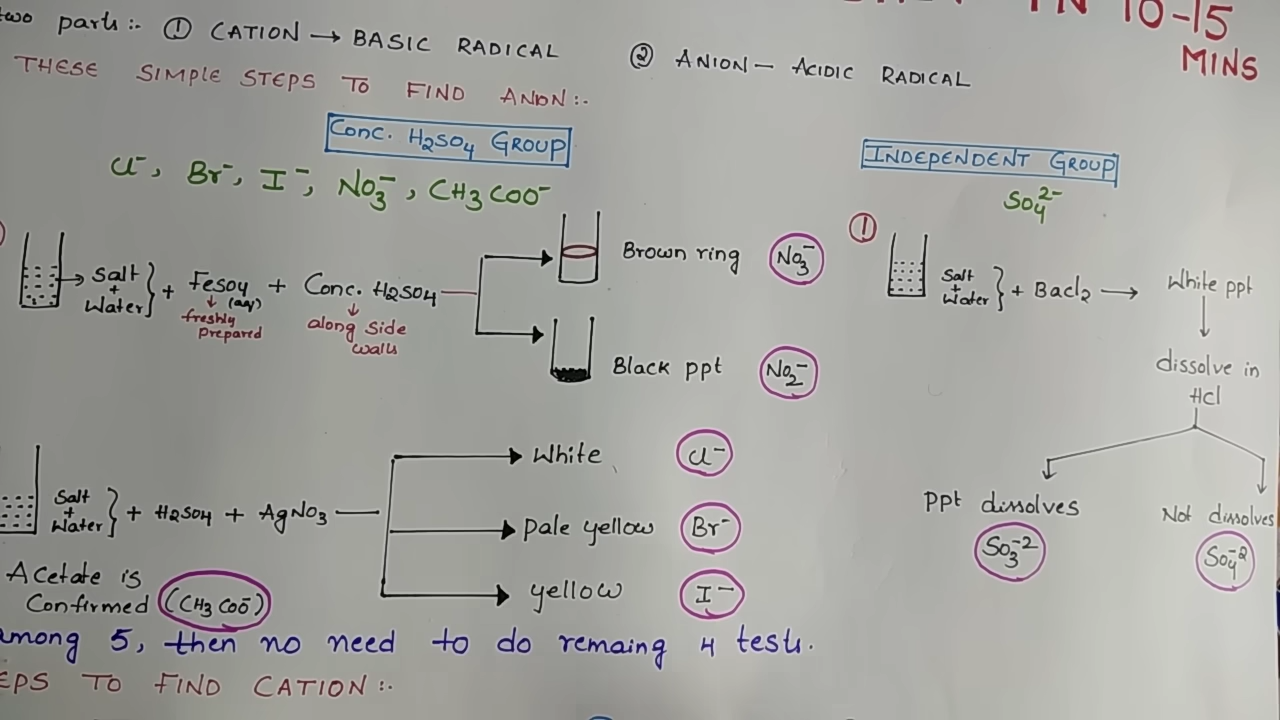 two parts:- ① CATION → BASIC RADICAL ② ANION – ACIDIC RADICAL
IN 10-15
MINS
THESE SIMPLE STEPS TO FIND ANION:-
Conc. H2SO4 GROUP
Cl⁻, Br⁻, I⁻, NO3⁻, CH3COO⁻
Salt
+
Water} + FeSO4 + Conc. H2SO4
↓ (aq)
freshly
prepared
↓
along side
walls
Brown ring NO3⁻
Black ppt NO2⁻
Salt
+
Water} + H2SO4 + AgNO3
White Cl⁻
Pale yellow Br⁻
yellow I⁻
Acetate is
Confirmed (CH3COO⁻)
INDEPENDENT GROUP
SO4²⁻
①
Salt
+
Water} + BaCl2 → White ppt
↓
dissolve in
HCl
Ppt dissolves
SO3⁻²
Not dissolves
SO4⁻²
among 5, then no need to do remaing 4 tests.
EPS TO FIND CATION:-